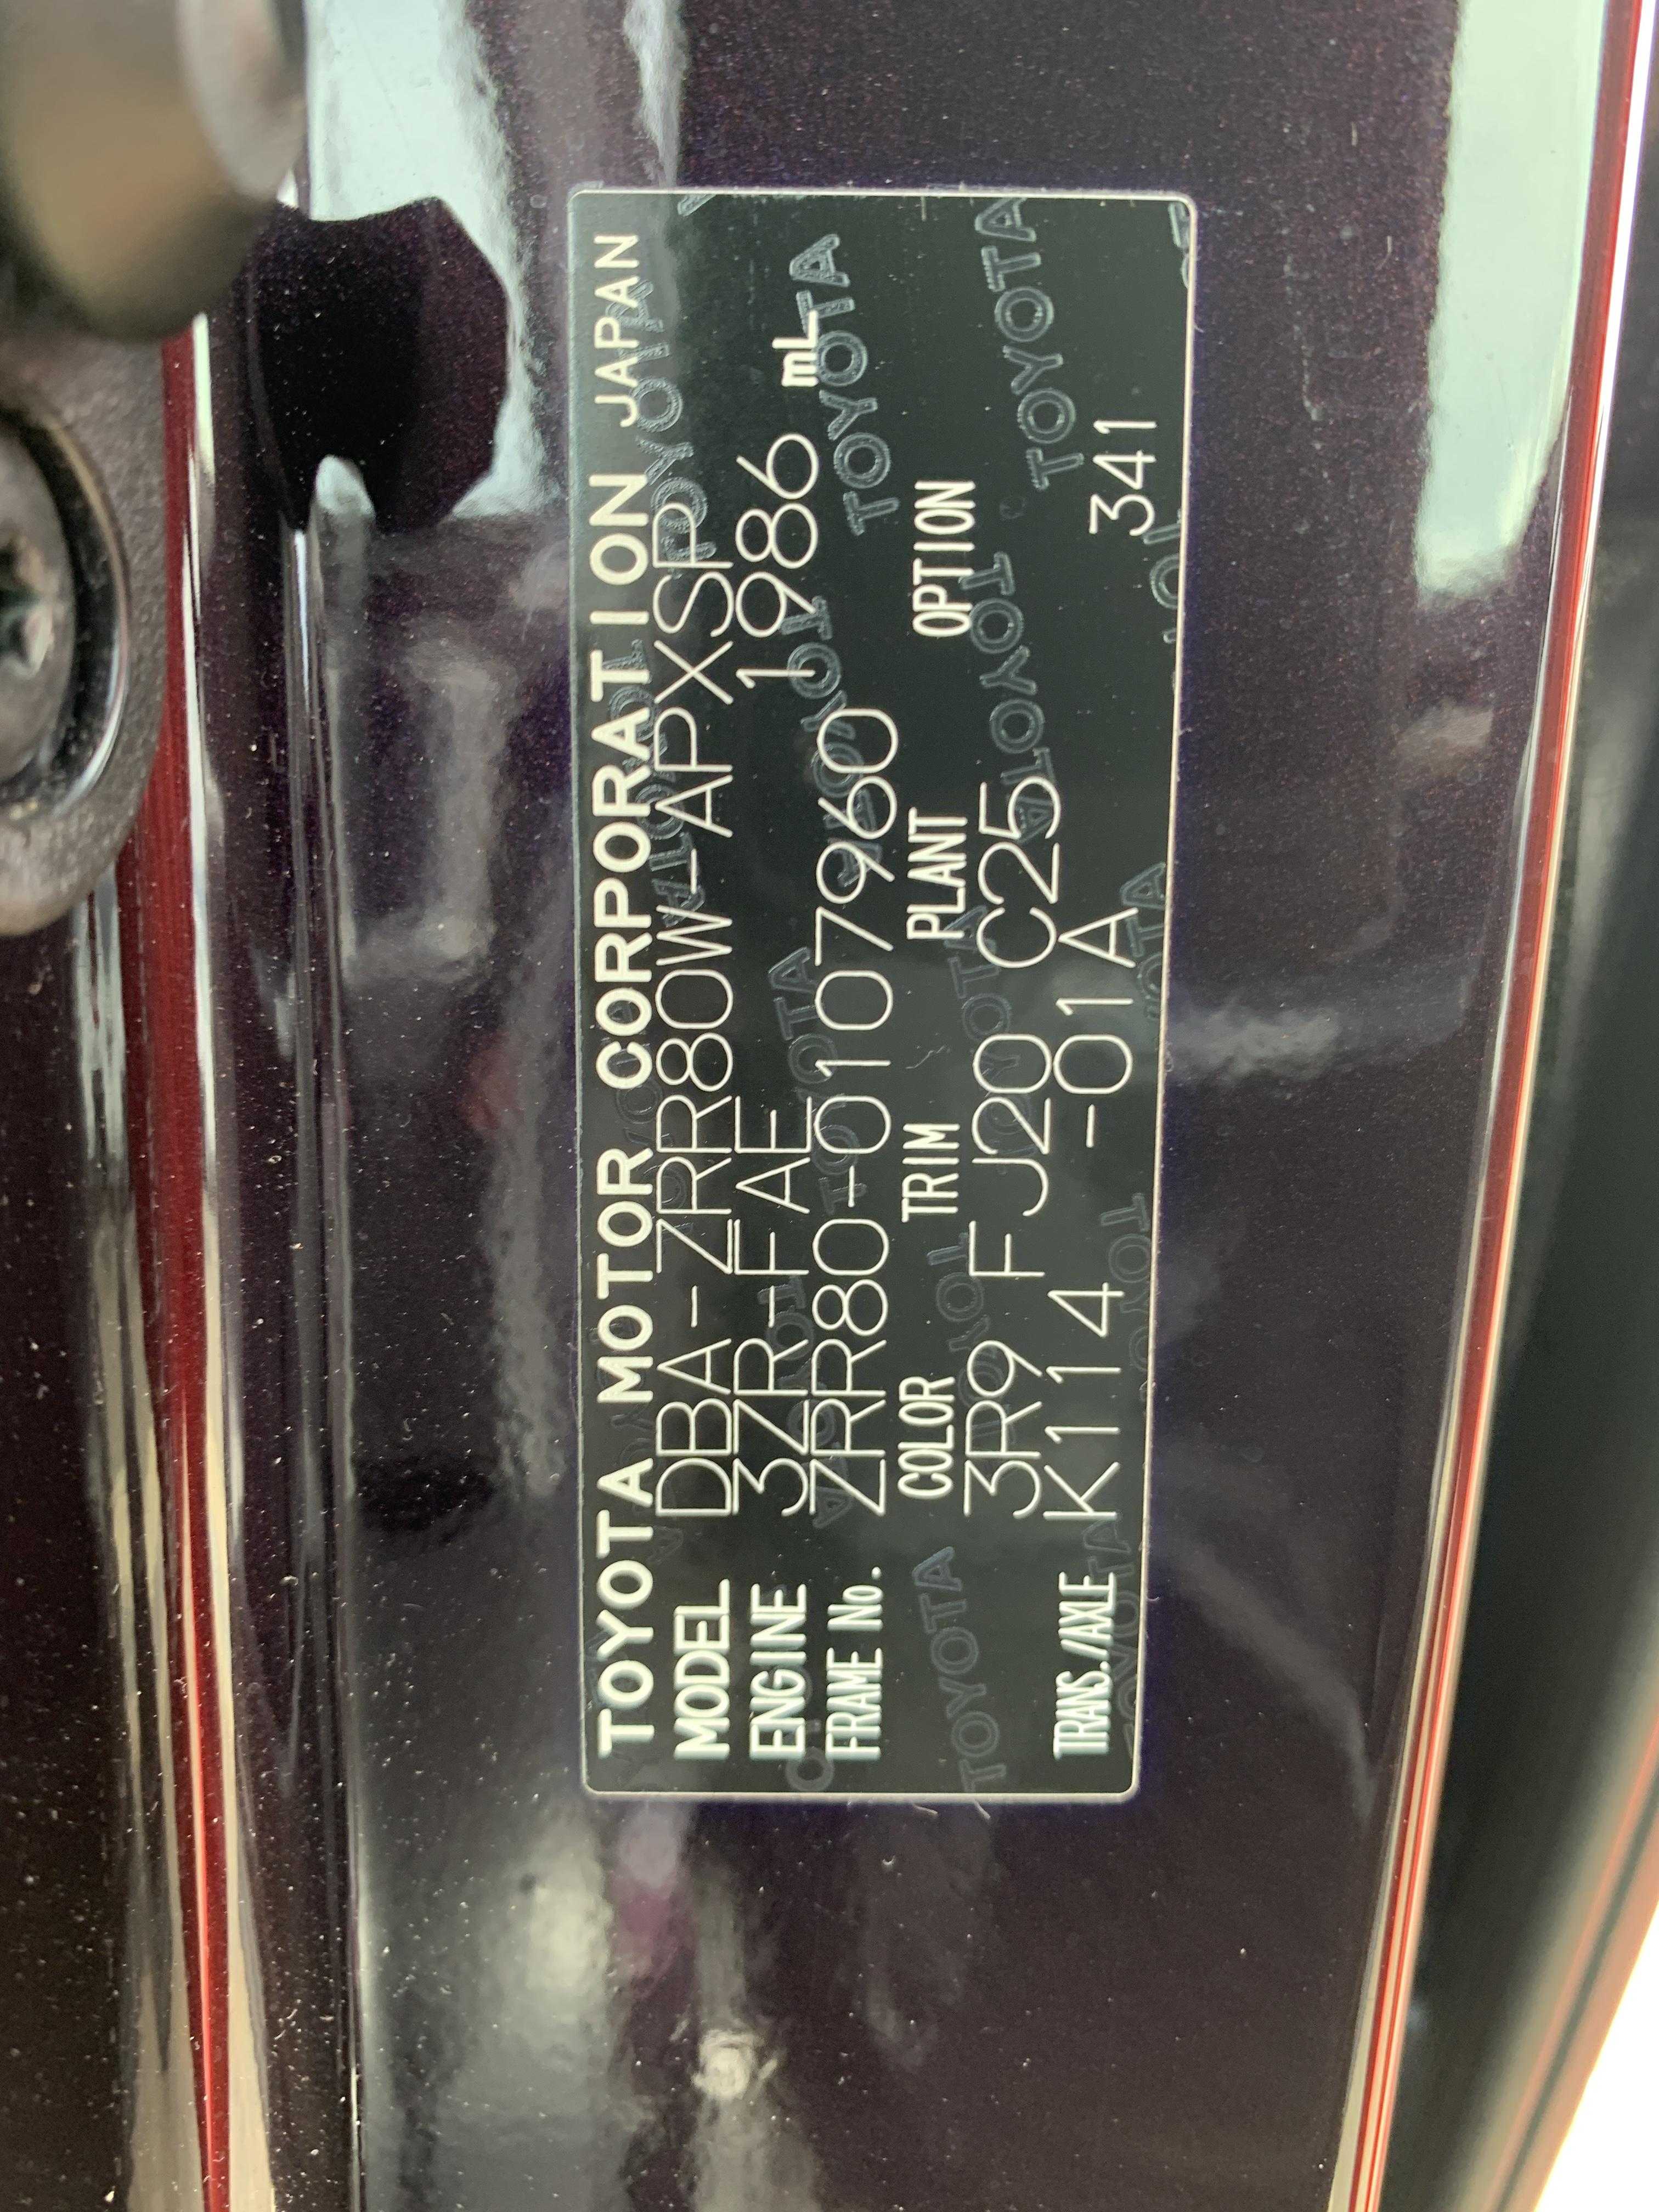 TOYOTA MOTOR CORPORATION JAPAN
MODEL DBA-ZRR80W-APXSP
ENGINE 3ZR-FAE 1986 mL
FRAME No. ZRR80-0107960
COLOR TRIM PLANT OPTION
3R9 FJ20 C25
TRANS./AXLE K114 -01A 341